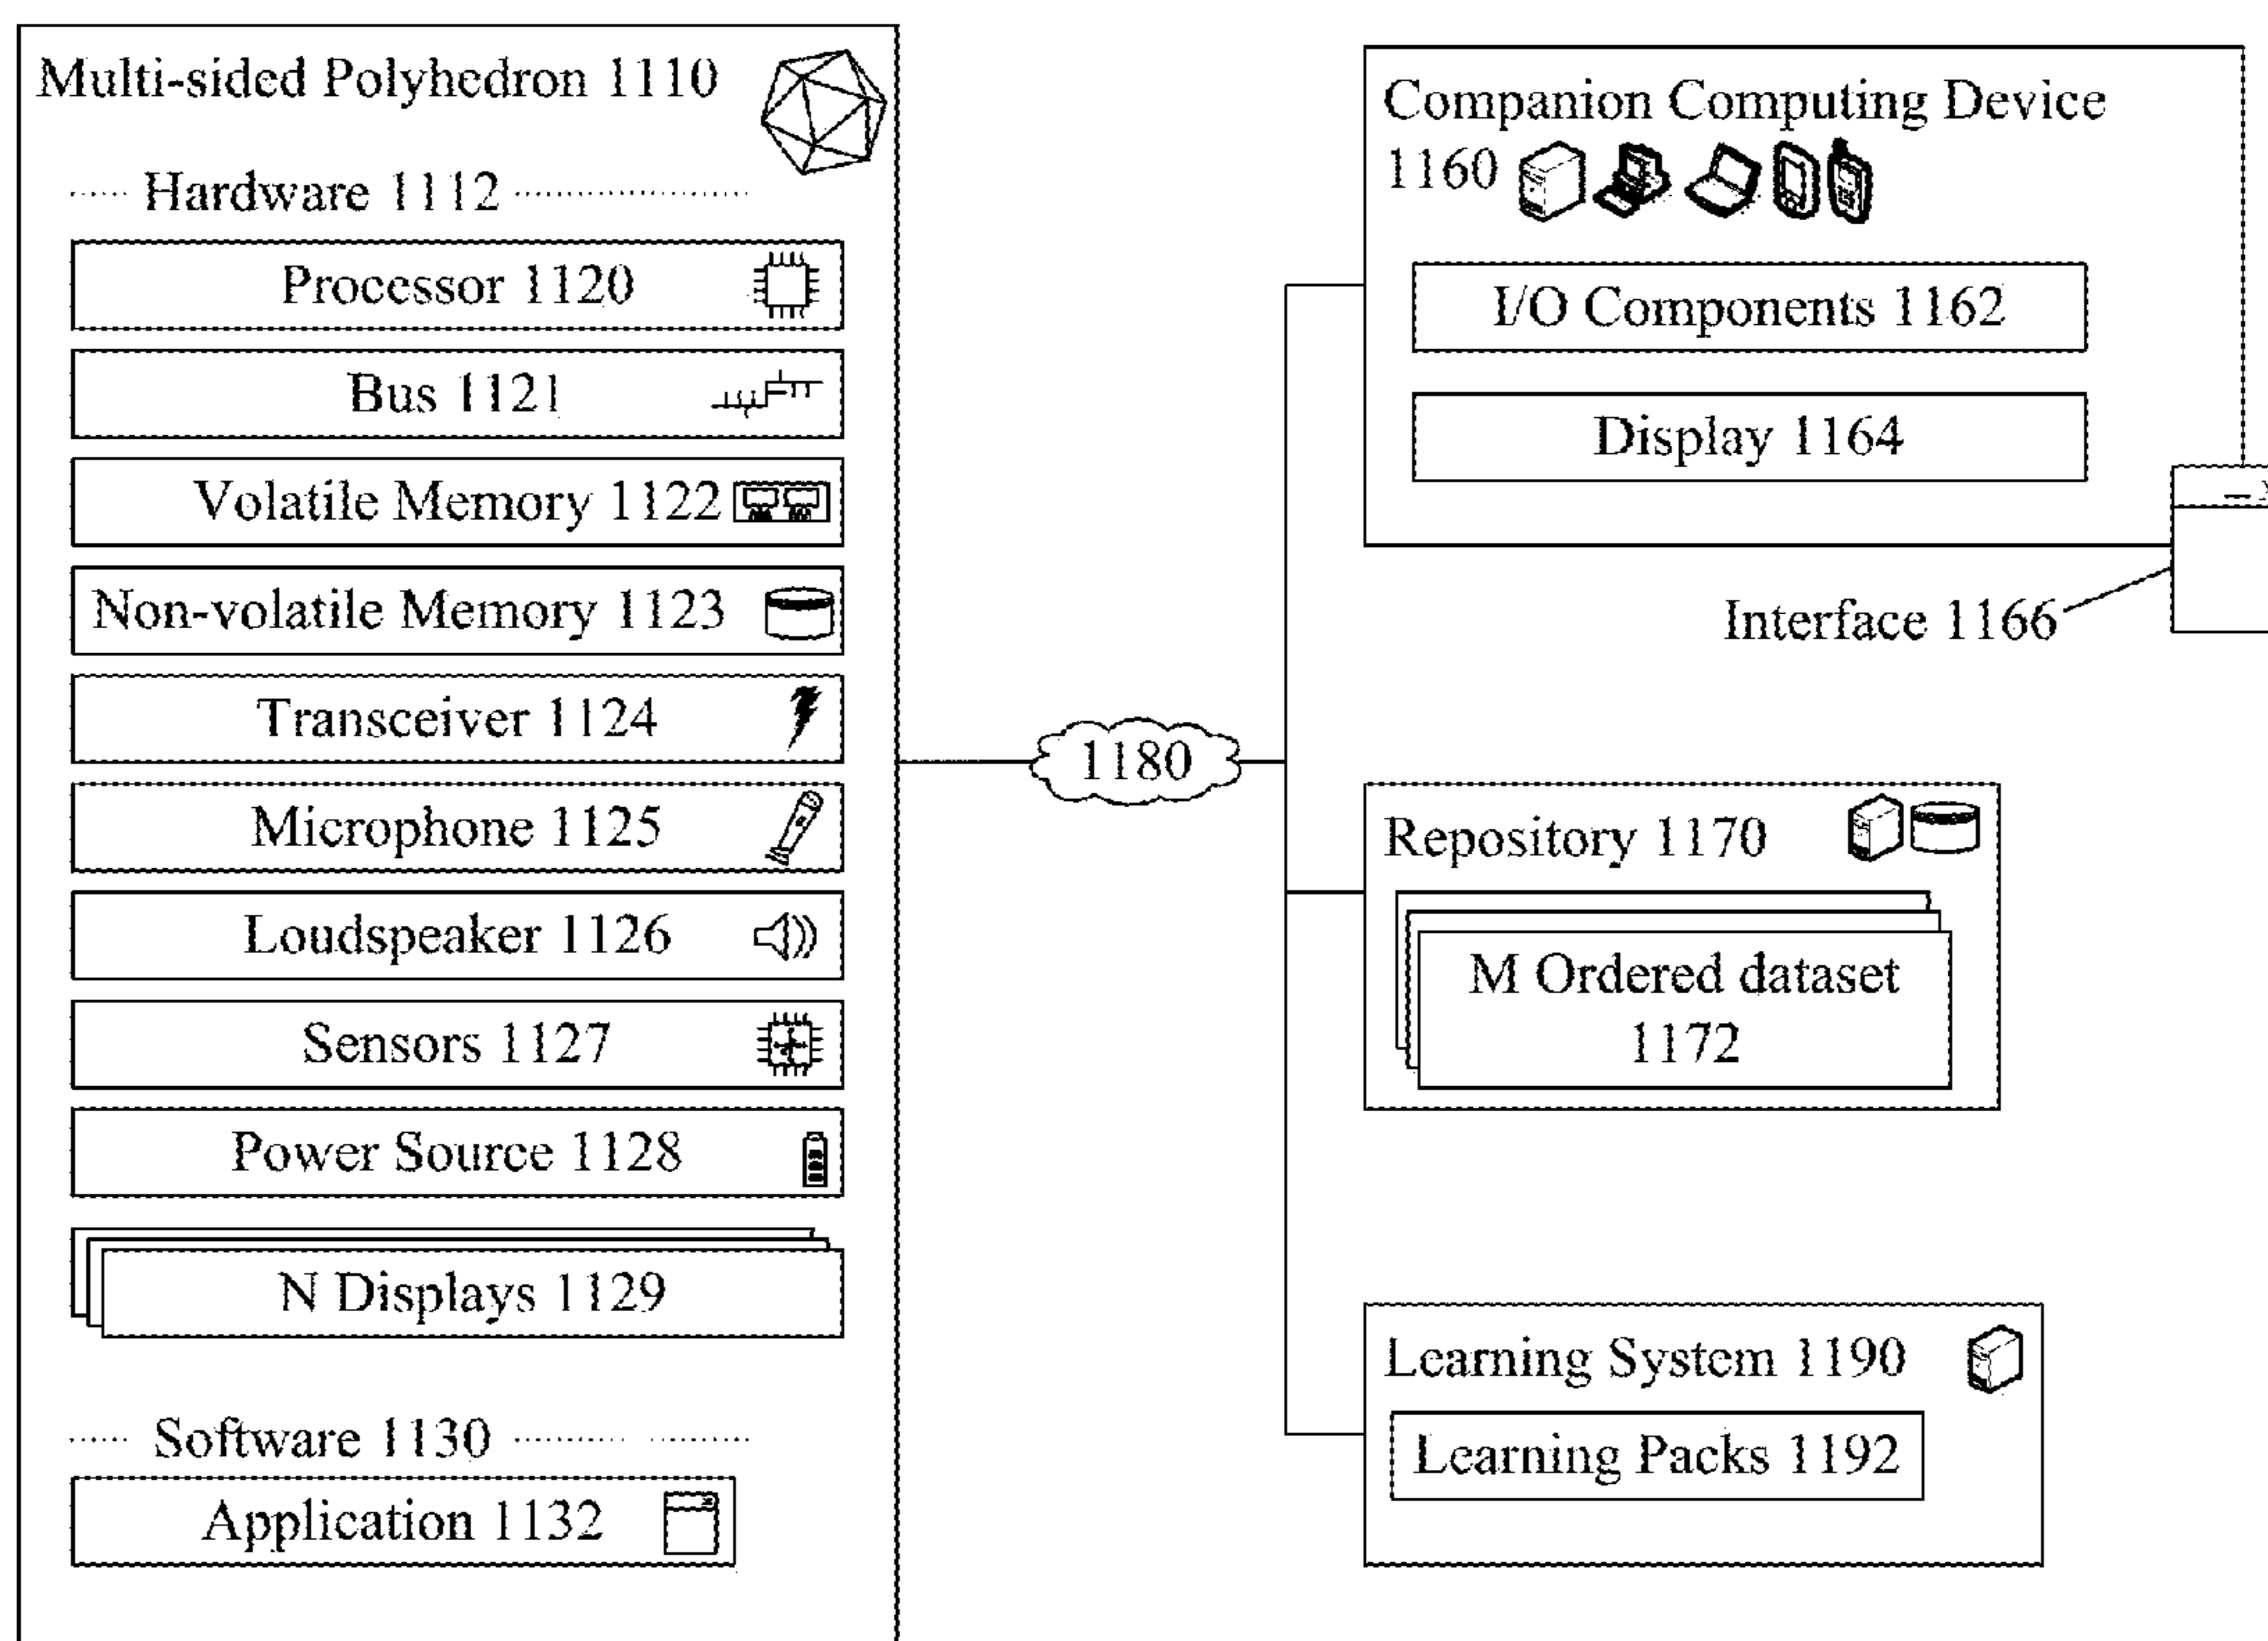 Multi-sided Polyhedron 1110
Hardware 1112
Processor 1120
Bus 1121
Volatile Memory 1122
Non-volatile Memory 1123
Transceiver 1124
Microphone 1125
Loudspeaker 1126
Sensors 1127
Power Source 1128
N Displays 1129
Software 1130
Application 1132
1180
Companion Computing Device
1160
I/O Components 1162
Display 1164
Interface 1166
Repository 1170
M Ordered dataset
1172
Learning System 1190
Learning Packs 1192